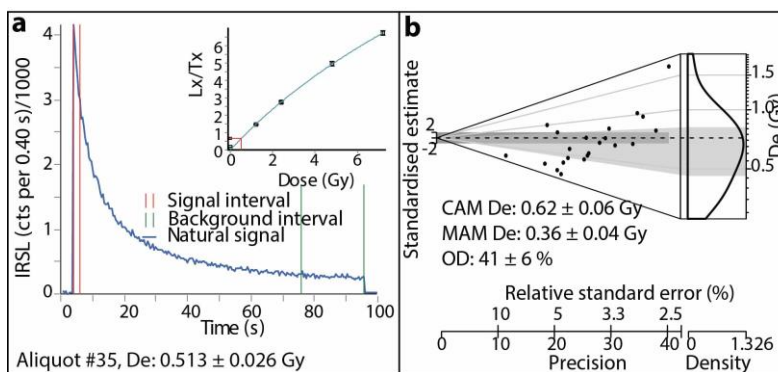 a
IRSL (cts per 0.40 s)/1000
4
3
2
1
0
0 20 40 60 80 100
Time (s)
Lx/Tx
7
6
5
4
3
2
1
0
0 2 4 6
Dose (Gy)
Signal interval
Background interval
Natural signal
Aliquot #35, De: 0.513 ± 0.026 Gy
b
Standardised estimate
2
-2
1.5
1.0
0.5
De (Gy)
CAM De: 0.62 ± 0.06 Gy
MAM De: 0.36 ± 0.04 Gy
OD: 41 ± 6 %
Relative standard error (%)
10 5 3.3 2.5
0 10 20 30 40 0 1.326
Precision Density